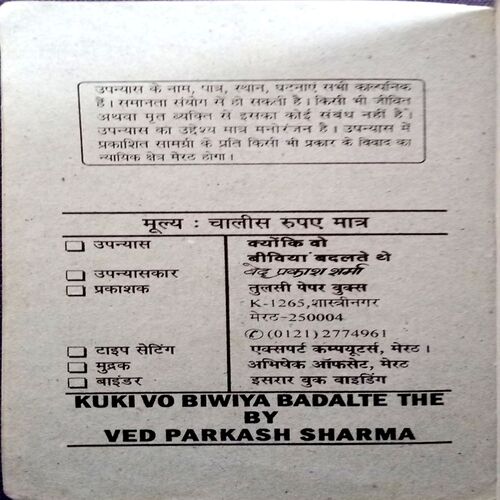 उपन्यास के नाम, पात्र, स्थान, घटनाएं सभी काल्पनिक
हैं। समानता संयोग से हो सकती है। किसी भी जीवित
अथवा मृत व्यक्ति से इसका कोई संबंध नहीं है।
उपन्यास का उद्देश्य मात्र मनोरंजन है। उपन्यास में
प्रकाशित सामग्री के प्रति किसी भी प्रकार के विवाद का
न्यायिक क्षेत्र मेरठ होगा।
मूल्य : चालीस रुपए मात्र
उपन्यास क्योंकि वो
बीवियां बदलते थे
उपन्यासकार वेद प्रकाश शर्मा
प्रकाशक तुलसी पेपर बुक्स
K-1265, शास्त्रीनगर
मेरठ-250004
✆ (0121) 2774961
टाइप सेटिंग एक्सपर्ट कम्प्यूटर्स, मेरठ।
मुद्रक अभिषेक ऑफसेट, मेरठ
बाइंडर इसरार बुक बाइडिंग
KUKI VO BIWIYA BADALTE THE
BY
VED PARKASH SHARMA